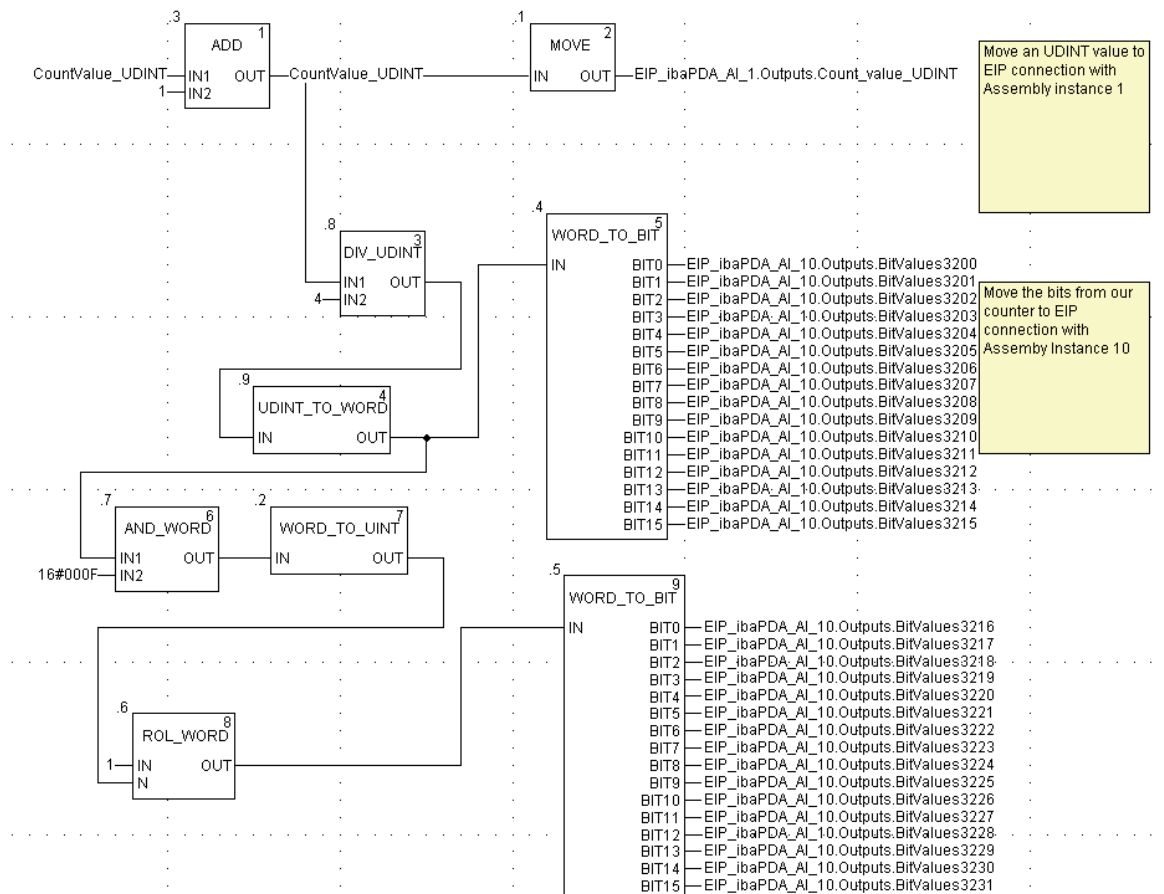 .3
1
ADD
CountValue_UDINT
IN1
OUT
1
IN2
CountValue_UDINT
.1
2
MOVE
IN
OUT
EIP_ibaPDA_AI_1.Outputs.Count_value_UDINT
Move an UDINT value to
EIP connection with
Assembly instance 1
.8
3
DIV_UDINT
IN1
OUT
4
IN2
.4
5
WORD_TO_BIT
IN
BIT0 EIP_ibaPDA_AI_10.Outputs.BitValues3200
BIT1 EIP_ibaPDA_AI_10.Outputs.BitValues3201
BIT2 EIP_ibaPDA_AI_10.Outputs.BitValues3202
BIT3 EIP_ibaPDA_AI_10.Outputs.BitValues3203
BIT4 EIP_ibaPDA_AI_10.Outputs.BitValues3204
BIT5 EIP_ibaPDA_AI_10.Outputs.BitValues3205
BIT6 EIP_ibaPDA_AI_10.Outputs.BitValues3206
BIT7 EIP_ibaPDA_AI_10.Outputs.BitValues3207
BIT8 EIP_ibaPDA_AI_10.Outputs.BitValues3208
BIT9 EIP_ibaPDA_AI_10.Outputs.BitValues3209
BIT10 EIP_ibaPDA_AI_10.Outputs.BitValues3210
BIT11 EIP_ibaPDA_AI_10.Outputs.BitValues3211
BIT12 EIP_ibaPDA_AI_10.Outputs.BitValues3212
BIT13 EIP_ibaPDA_AI_10.Outputs.BitValues3213
BIT14 EIP_ibaPDA_AI_10.Outputs.BitValues3214
BIT15 EIP_ibaPDA_AI_10.Outputs.BitValues3215
Move the bits from our
counter to EIP
connection with
Assemby Instance 10
.9
4
UDINT_TO_WORD
IN
OUT
.7
6
AND_WORD
IN1
OUT
16#000F
IN2
.2
7
WORD_TO_UINT
IN
OUT
.5
9
WORD_TO_BIT
IN
BIT0 EIP_ibaPDA_AI_10.Outputs.BitValues3216
BIT1 EIP_ibaPDA_AI_10.Outputs.BitValues3217
BIT2 EIP_ibaPDA_AI_10.Outputs.BitValues3218
BIT3 EIP_ibaPDA_AI_10.Outputs.BitValues3219
BIT4 EIP_ibaPDA_AI_10.Outputs.BitValues3220
BIT5 EIP_ibaPDA_AI_10.Outputs.BitValues3221
BIT6 EIP_ibaPDA_AI_10.Outputs.BitValues3222
BIT7 EIP_ibaPDA_AI_10.Outputs.BitValues3223
BIT8 EIP_ibaPDA_AI_10.Outputs.BitValues3224
BIT9 EIP_ibaPDA_AI_10.Outputs.BitValues3225
BIT10 EIP_ibaPDA_AI_10.Outputs.BitValues3226
BIT11 EIP_ibaPDA_AI_10.Outputs.BitValues3227
BIT12 EIP_ibaPDA_AI_10.Outputs.BitValues3228
BIT13 EIP_ibaPDA_AI_10.Outputs.BitValues3229
BIT14 EIP_ibaPDA_AI_10.Outputs.BitValues3230
BIT15 EIP_ibaPDA_AI_10.Outputs.BitValues3231
.6
8
ROL_WORD
1
IN
OUT
N